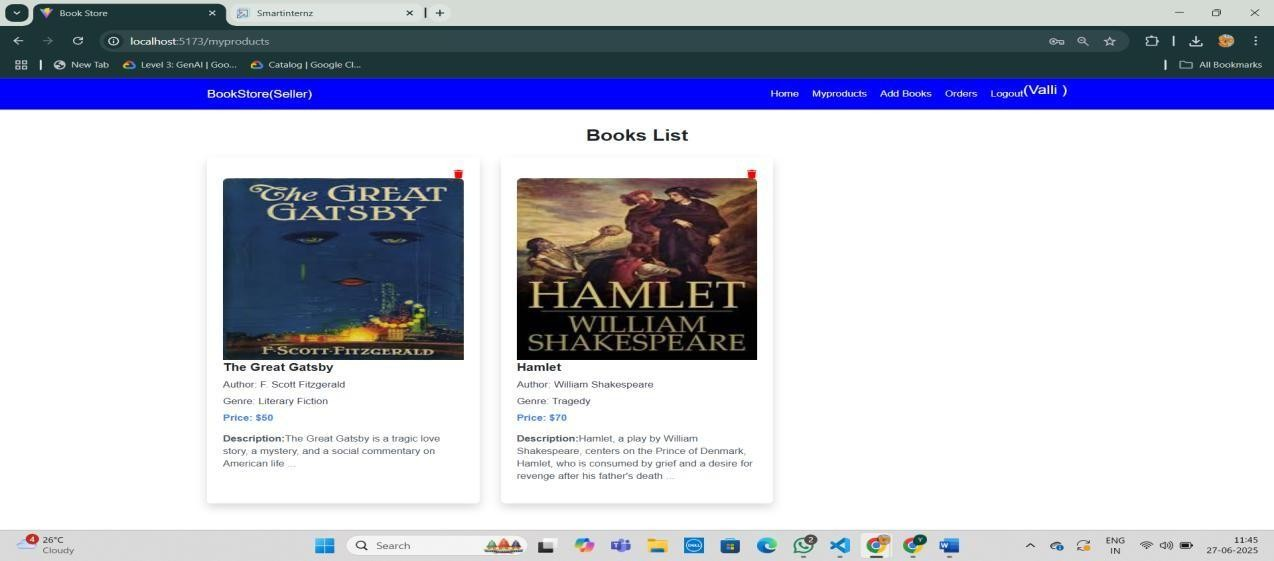 Book Store
Smartinternz
localhost:5173/myproducts
New Tab
Level 3: GenAI | Goo...
Catalog | Google Cl...
All Bookmarks
BookStore(Seller)
Home
Myproducts
Add Books
Orders
Logout(Valli )
Books List
The GREAT
GATSBY
F·SCOTT·FITZGERALD
The Great Gatsby
Author: F. Scott Fitzgerald
Genre: Literary Fiction
Price: $50
Description:The Great Gatsby is a tragic love
story, a mystery, and a social commentary on
American life ...
HAMLET
WILLIAM
SHAKESPEARE
Hamlet
Author: William Shakespeare
Genre: Tragedy
Price: $70
Description:Hamlet, a play by William
Shakespeare, centers on the Prince of Denmark,
Hamlet, who is consumed by grief and a desire for
revenge after his father's death ...
4
26°C
Cloudy
Search
DELL
2
Y
ENG
IN
11:45
27-06-2025